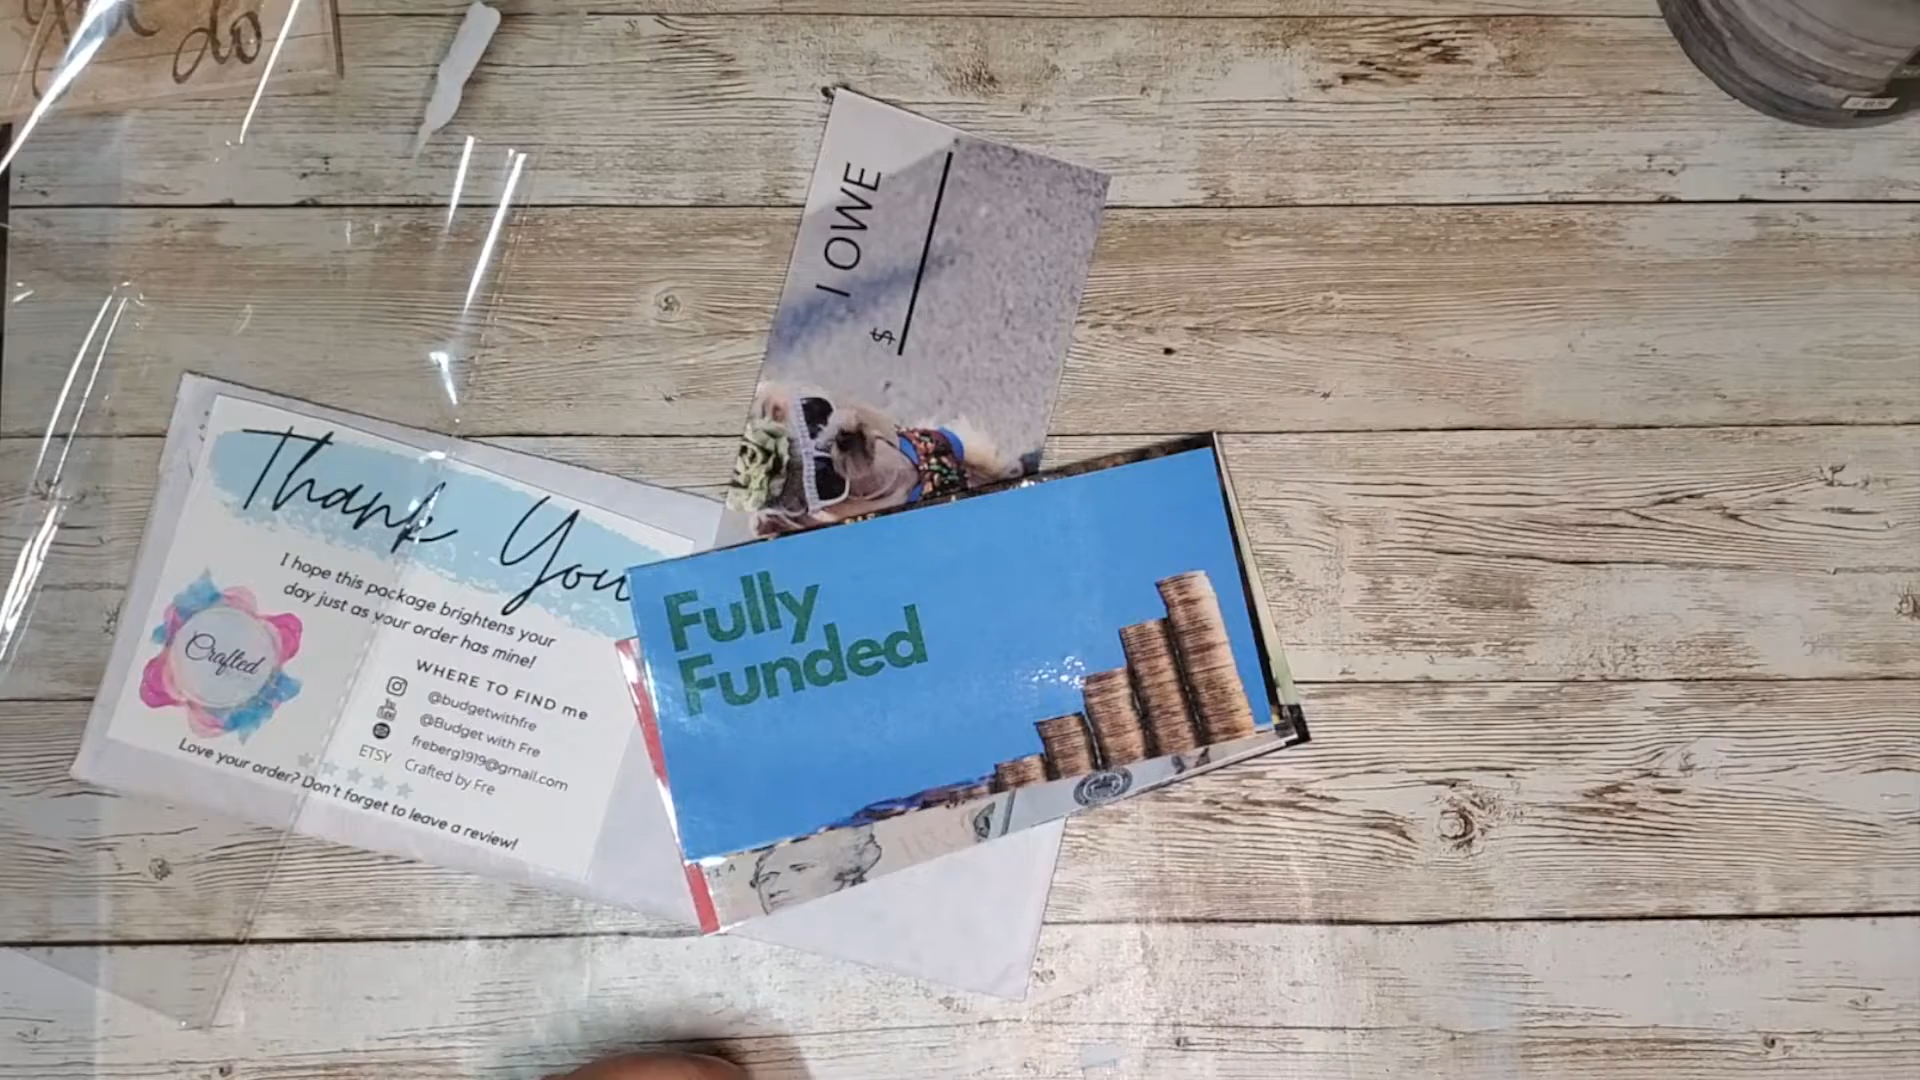 you
do
I OWE
$
Thank You
I hope this package brightens your
day just as your order has mine!
Crafted
WHERE TO FIND me
@budgetwithfre
@Budget with Fre
freberg1919@gmail.com
ETSY Crafted by Fre
Love your order? Don't forget to leave a review!
Fully
Funded